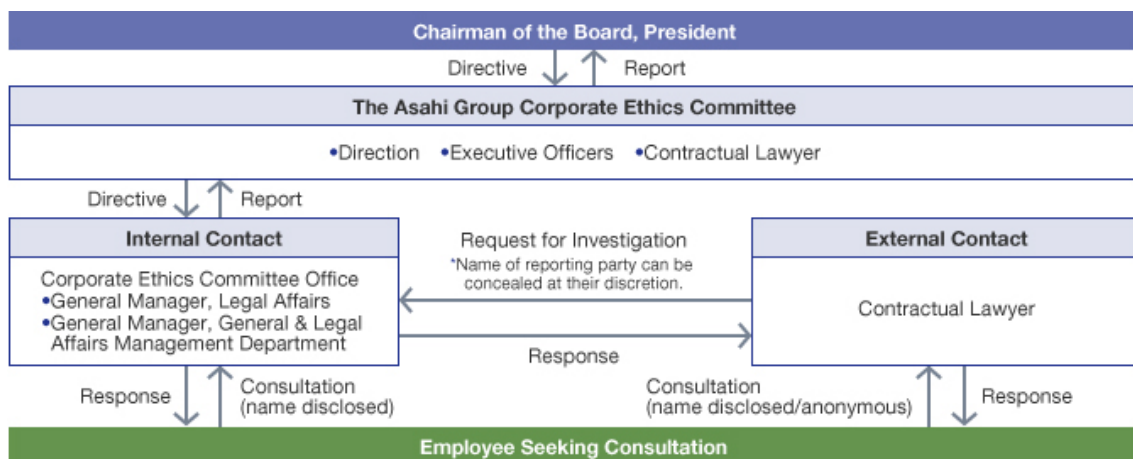 Chairman of the Board, President
Directive
Report
The Asahi Group Corporate Ethics Committee
•Direction •Executive Officers •Contractual Lawyer
Directive
Report
Internal Contact
Corporate Ethics Committee Office
•General Manager, Legal Affairs
•General Manager, General & Legal
Affairs Management Department
Request for Investigation
*Name of reporting party can be
concealed at their discretion.
Response
External Contact
Contractual Lawyer
Response
Consultation
(name disclosed)
Consultation
(name disclosed/anonymous)
Response
Employee Seeking Consultation